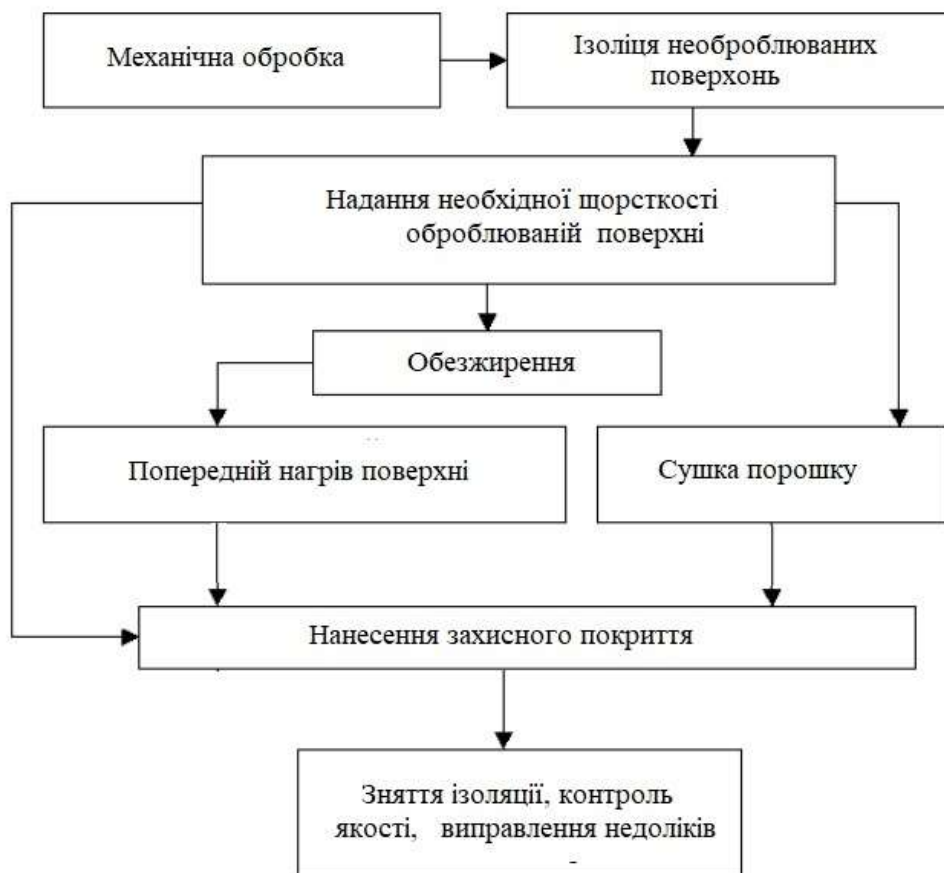 Механічна обробка
Ізоліця необроблюваних
поверхонь
Надання необхідної щорсткості
оброблюваній поверхні
Обезжирення
Попередній нагрів поверхні
Сушка порошку
Нанесення захисного покриття
Зняття ізоляції, контроль
якості, виправлення недоліків
-